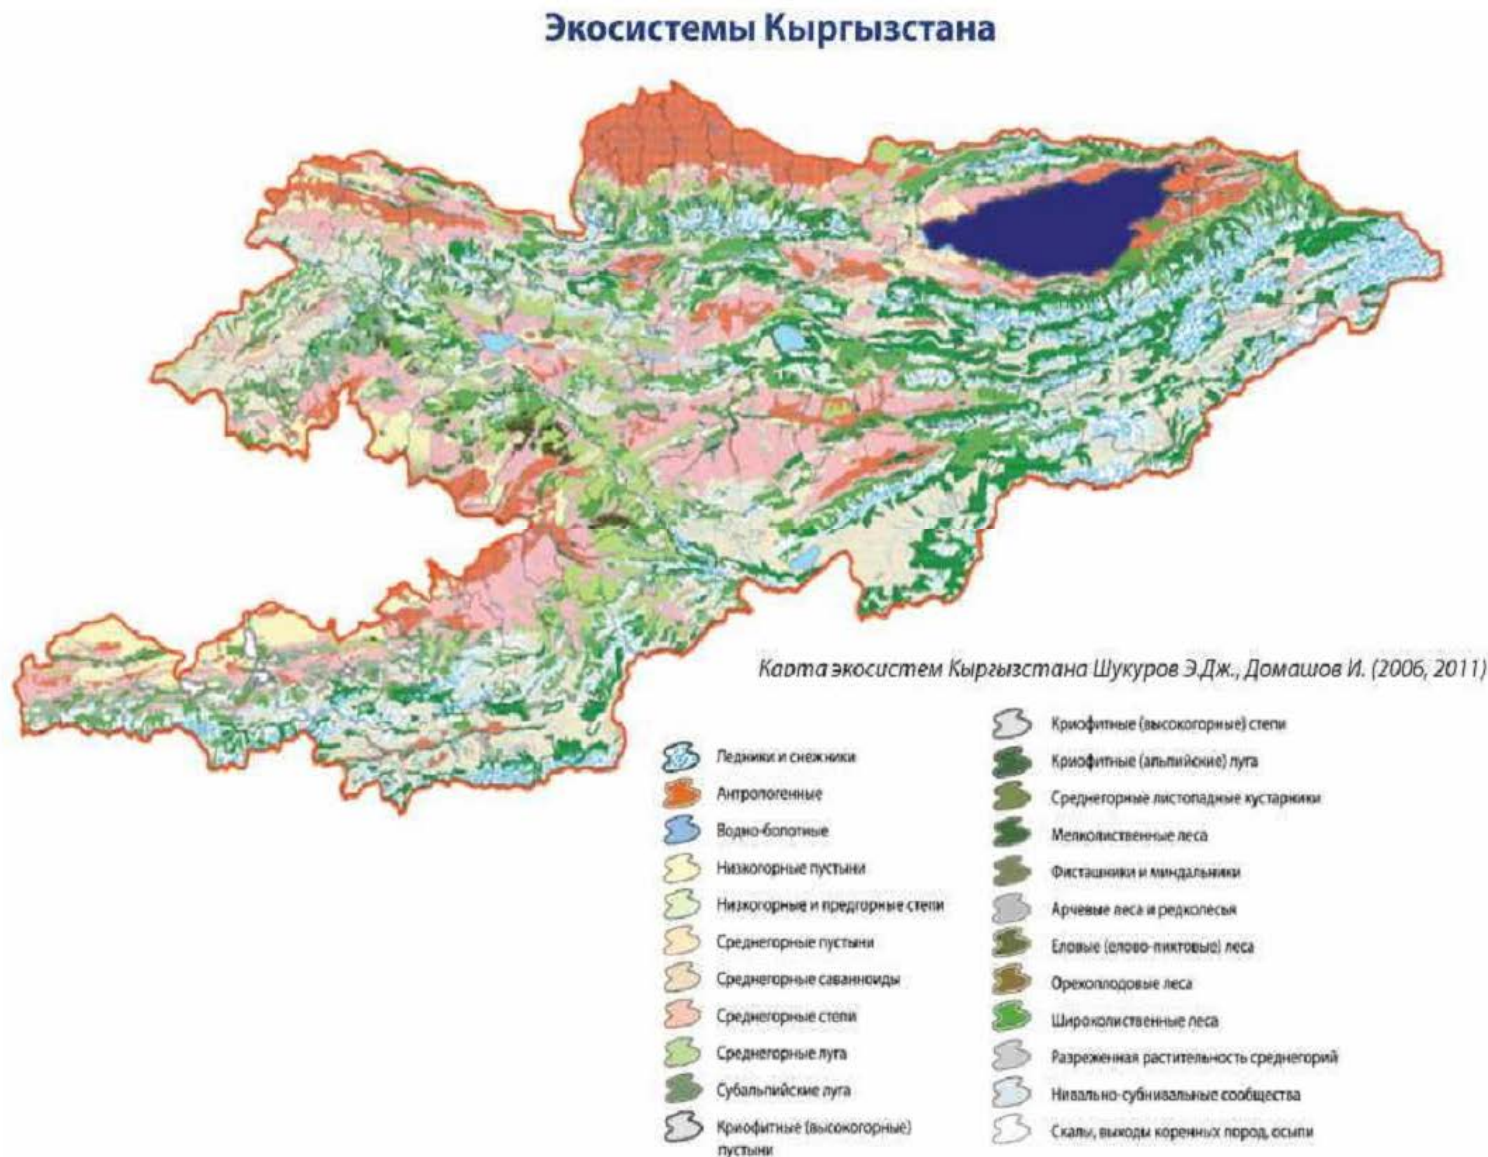 Экосистемы Кыргызстана
Карта экосистем Кыргызстана Шукуров Э.Дж., Домашов И. (2006, 2011)
Ледники и снежники
Антропогенные
Водно-болотные
Низкогорные пустыни
Низкогорные и предгорные степи
Среднегорные пустыни
Среднегорные саванноиды
Среднегорные степи
Среднегорные луга
Субальпийские луга
Криофитные (высокогорные)
пустыни
Криофитные (высокогорные) степи
Криофитные (альпийские) луга
Среднегорные листопадные кустарники
Мелколиственные леса
Фисташники и миндальники
Арчевые леса и редколесья
Еловые (елово-пихтовые) леса
Орехоплодовые леса
Широколиственные леса
Разреженная растительность среднегорий
Нивально-субнивальные сообщества
Скалы, выходы коренных пород, осыпи